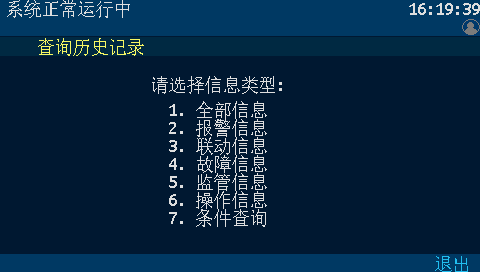 系统正常运行中 16:19:39
查询历史记录
请选择信息类型:
1. 全部信息
2. 报警信息
3. 联动信息
4. 故障信息
5. 监管信息
6. 操作信息
7. 条件查询
退出